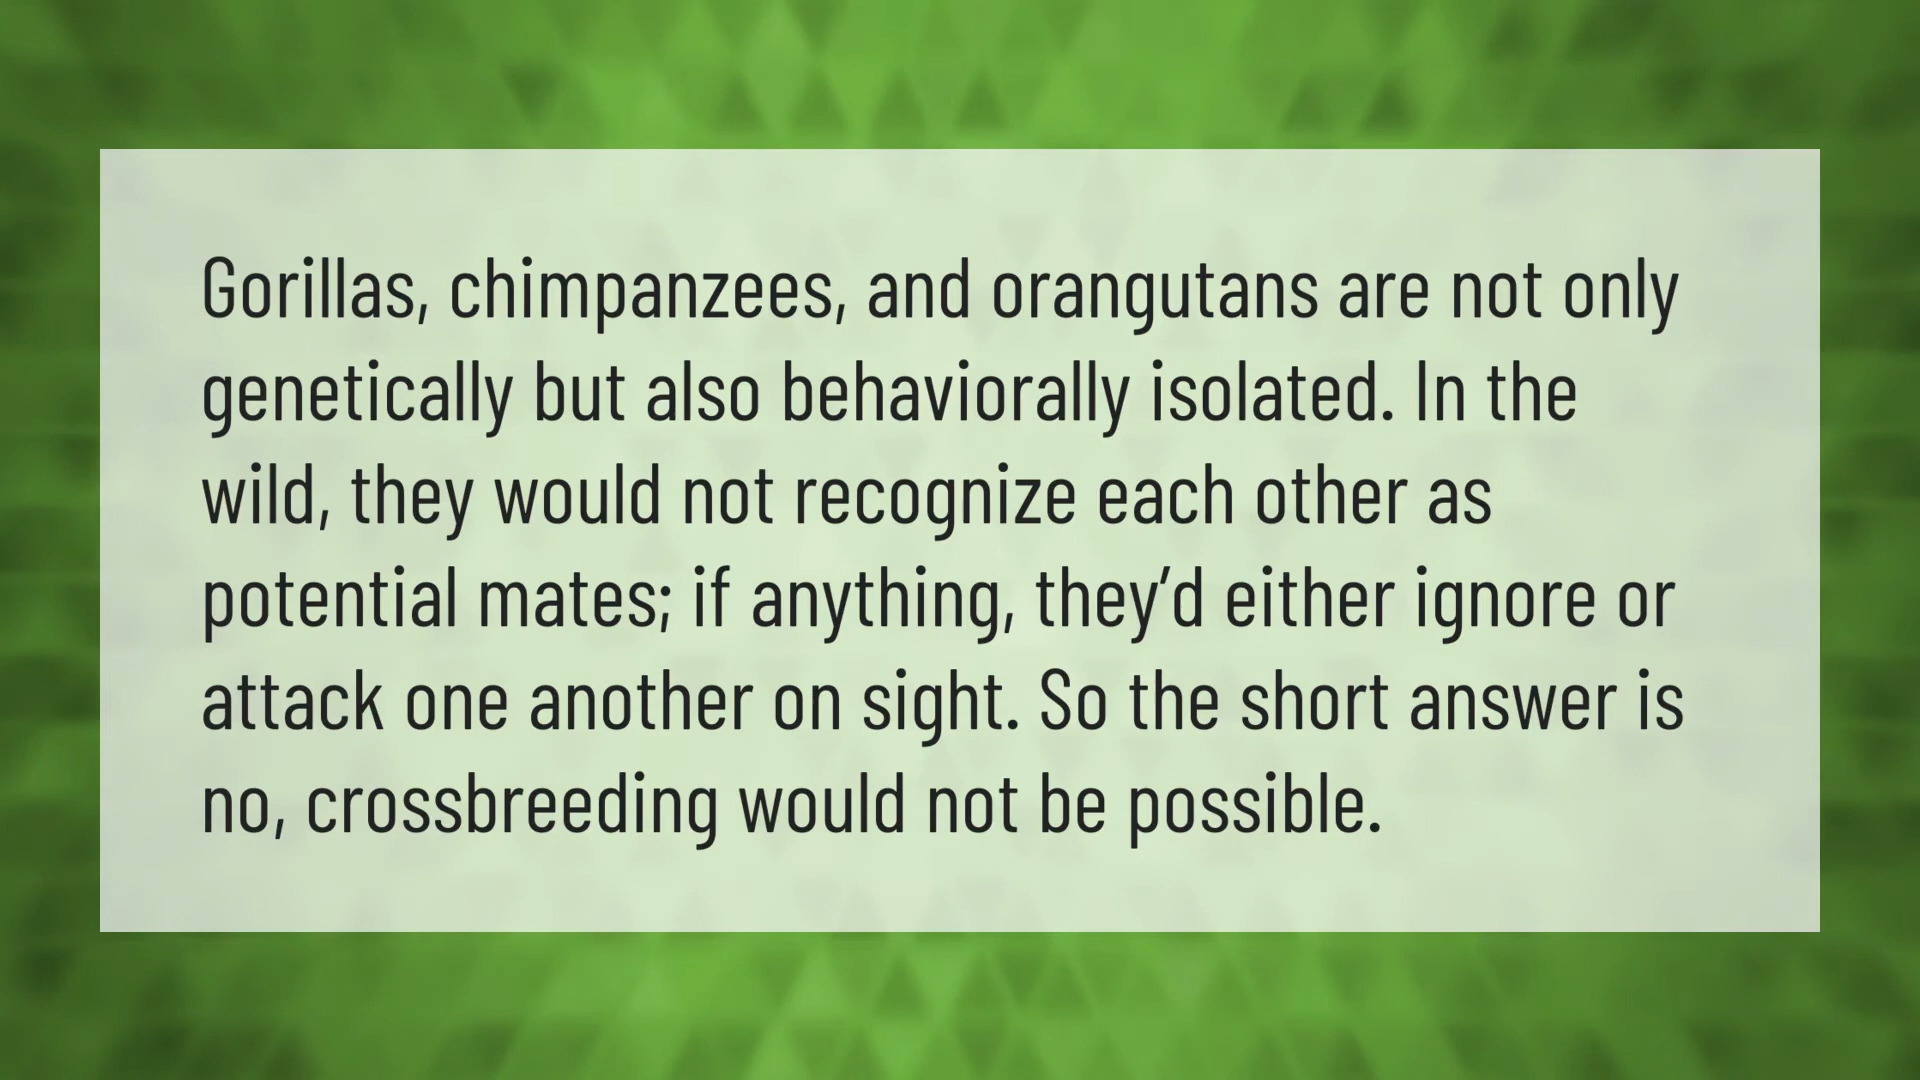 Gorillas, chimpanzees, and orangutans are not only
genetically but also behaviorally isolated. In the
wild, they would not recognize each other as
potential mates; if anything, they’d either ignore or
attack one another on sight. So the short answer is
no, crossbreeding would not be possible.